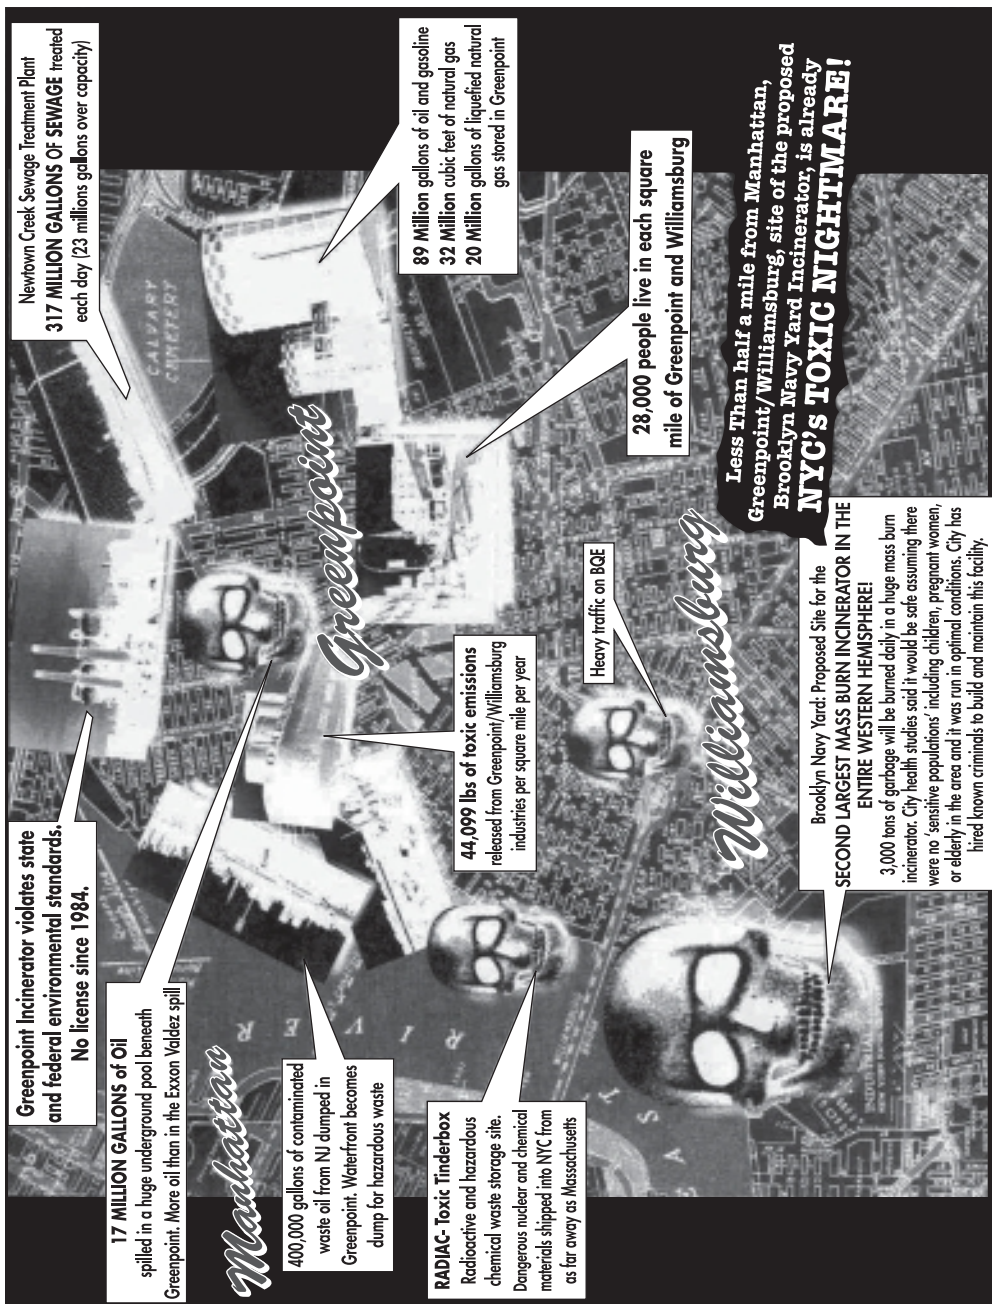 Greenpoint Incinerator violates state
and federal environmental standards.
No license since 1984.
Newtown Creek Sewage Treatment Plant
317 MILLION GALLONS OF SEWAGE treated
each day (23 millions gallons over capacity)
17 MILLION GALLONS of Oil
spilled in a huge underground pool beneath
Greenpoint. More oil than in the Exxon Valdez spill
CALVARY
CEMETERY
Manhattan
RIVER
400,000 gallons of contaminated
waste oil from NJ dumped in
Greenpoint. Waterfront becomes
dump for hazardous waste
Greenpoint
89 Million gallons of oil and gasoline
32 Million cubic feet of natural gas
20 Million gallons of liquefied natural
gas stored in Greenpoint
RADIAC- Toxic Tinderbox
Radioactive and hazardous
chemical waste storage site.
Dangerous nuclear and chemical
materials shipped into NYC from
as far away as Massachusetts
44,099 lbs of toxic emissions
released from Greenpoint/Williamsburg
industries per square mile per year
Heavy traffic on BQE
28,000 people live in each square
mile of Greenpoint and Williamsburg
Williamsburg
Less Than half a mile from Manhattan,
Greenpoint/Williamsburg, site of the proposed
Brooklyn Navy Yard Incinerator, is already
NYC's TOXIC NIGHTMARE!
Brooklyn Navy Yard: Proposed Site for the
SECOND LARGEST MASS BURN INCINERATOR IN THE
ENTIRE WESTERN HEMISPHERE!
3,000 tons of garbage will be burned daily in a huge mass burn
incinerator. City health studies said it would be safe assuming there
were no 'sensitive populations' including children, pregnant women,
or elderly in the area and it was run in optimal conditions. City has
hired known criminals to build and maintain this facility.